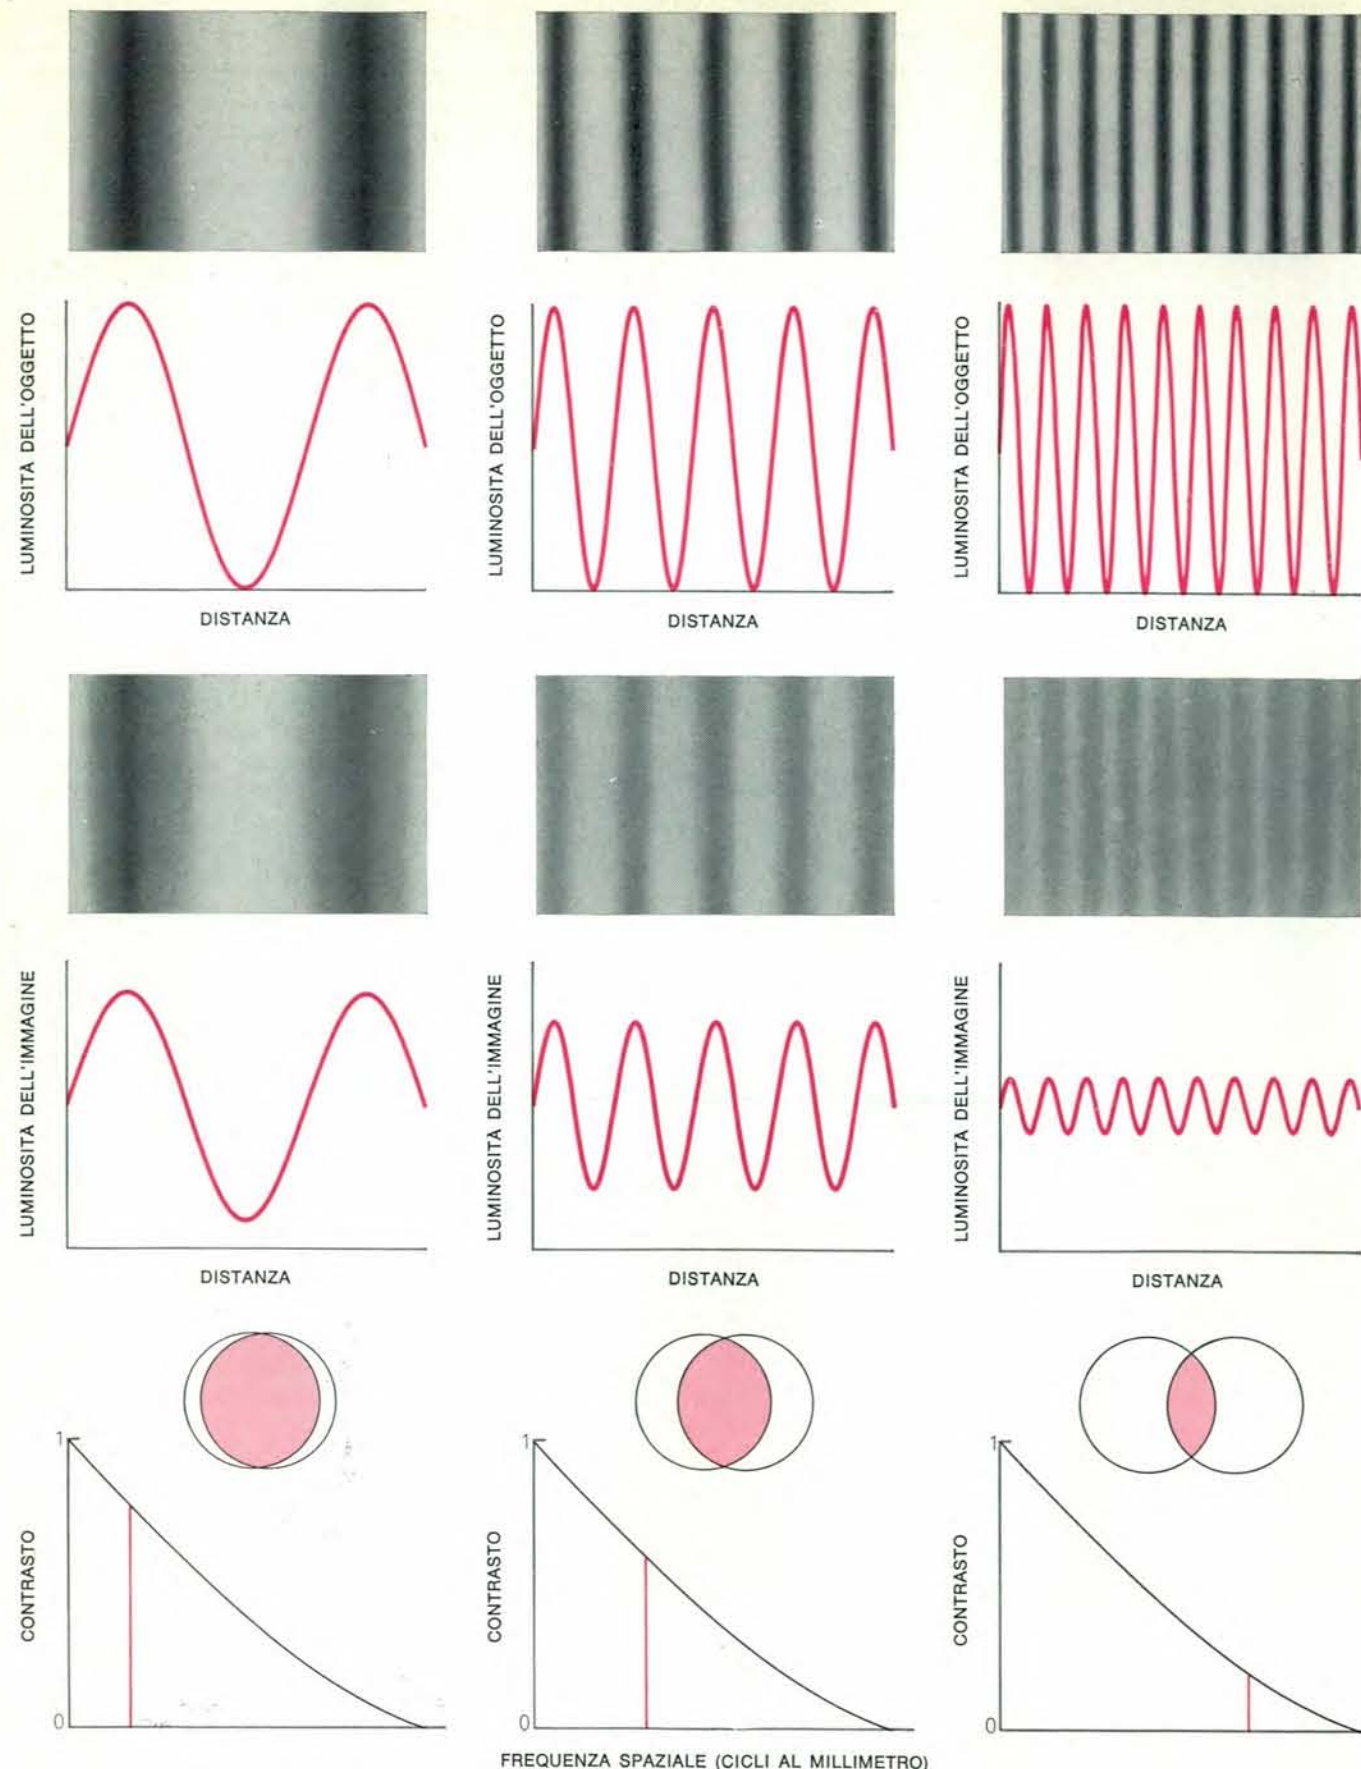 LUMINOSITÀ DELL'OGGETTO
LUMINOSITÀ DELL'OGGETTO
LUMINOSITÀ DELL'OGGETTO
DISTANZA
DISTANZA
DISTANZA
LUMINOSITÀ DELL'IMMAGINE
LUMINOSITÀ DELL'IMMAGINE
LUMINOSITÀ DELL'IMMAGINE
DISTANZA
DISTANZA
DISTANZA
1
1
1
CONTRASTO
CONTRASTO
CONTRASTO
0
0
0
FREQUENZA SPAZIALE (CICLI AL MILLIMETRO)